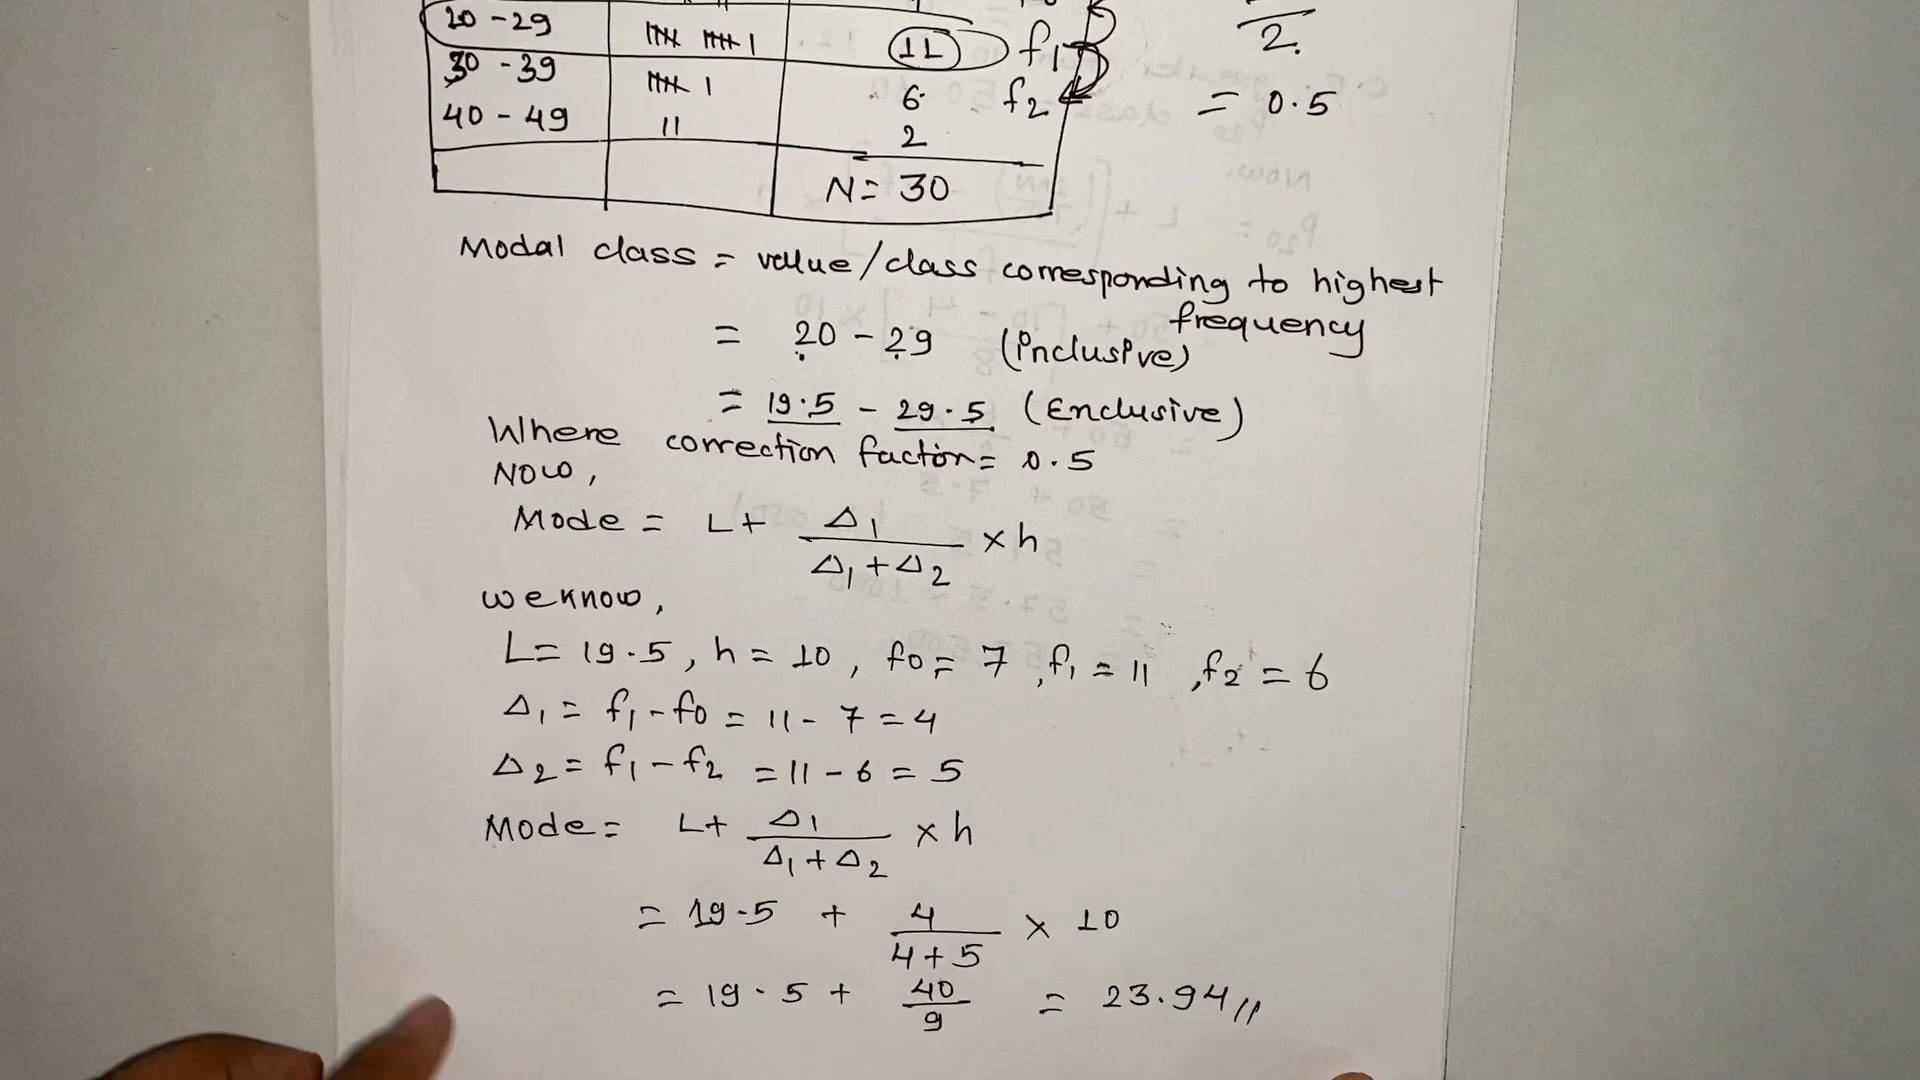 20 - 29 |||| |||| | 11 f1
30 - 39 |||| | 6 f2
40 - 49 || 2
N = 30
2.
= 0.5
Modal class = value/class corresponding to highest frequency
= 20 - 29 (inclusive)
= 19.5 - 29.5 (Enclusive)
Where correction factor = 0.5
Now,
Mode = L + Δ1 / Δ1 + Δ2 × h
we know,
L = 19.5, h = 10, f0 = 7, f1 = 11, f2 = 6
Δ1 = f1 - f0 = 11 - 7 = 4
Δ2 = f1 - f2 = 11 - 6 = 5
Mode = L + Δ1 / Δ1 + Δ2 × h
= 19.5 + 4 / 4 + 5 × 10
= 19.5 + 40 / 9 = 23.94 //